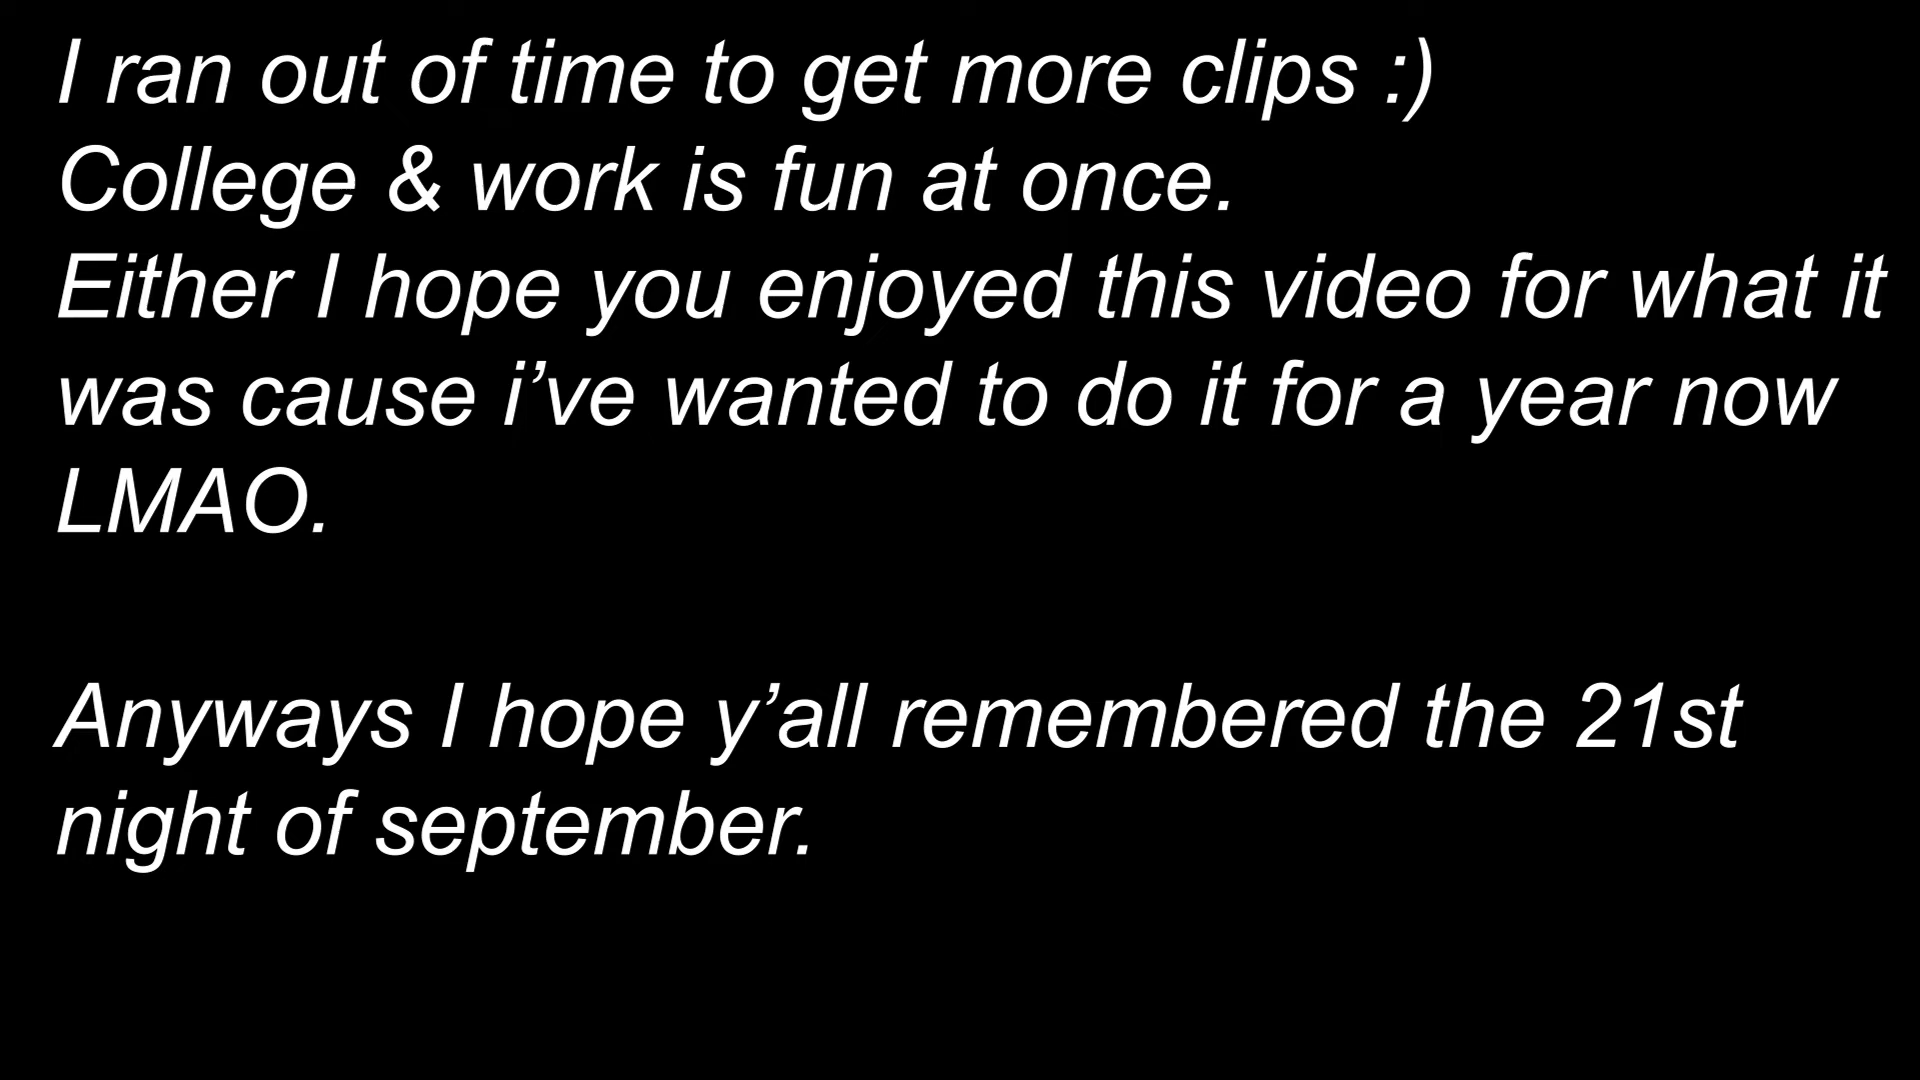 I ran out of time to get more clips :)
College & work is fun at once.
Either I hope you enjoyed this video for what it
was cause i’ve wanted to do it for a year now
LMAO.
Anyways I hope y’all remembered the 21st
night of september.